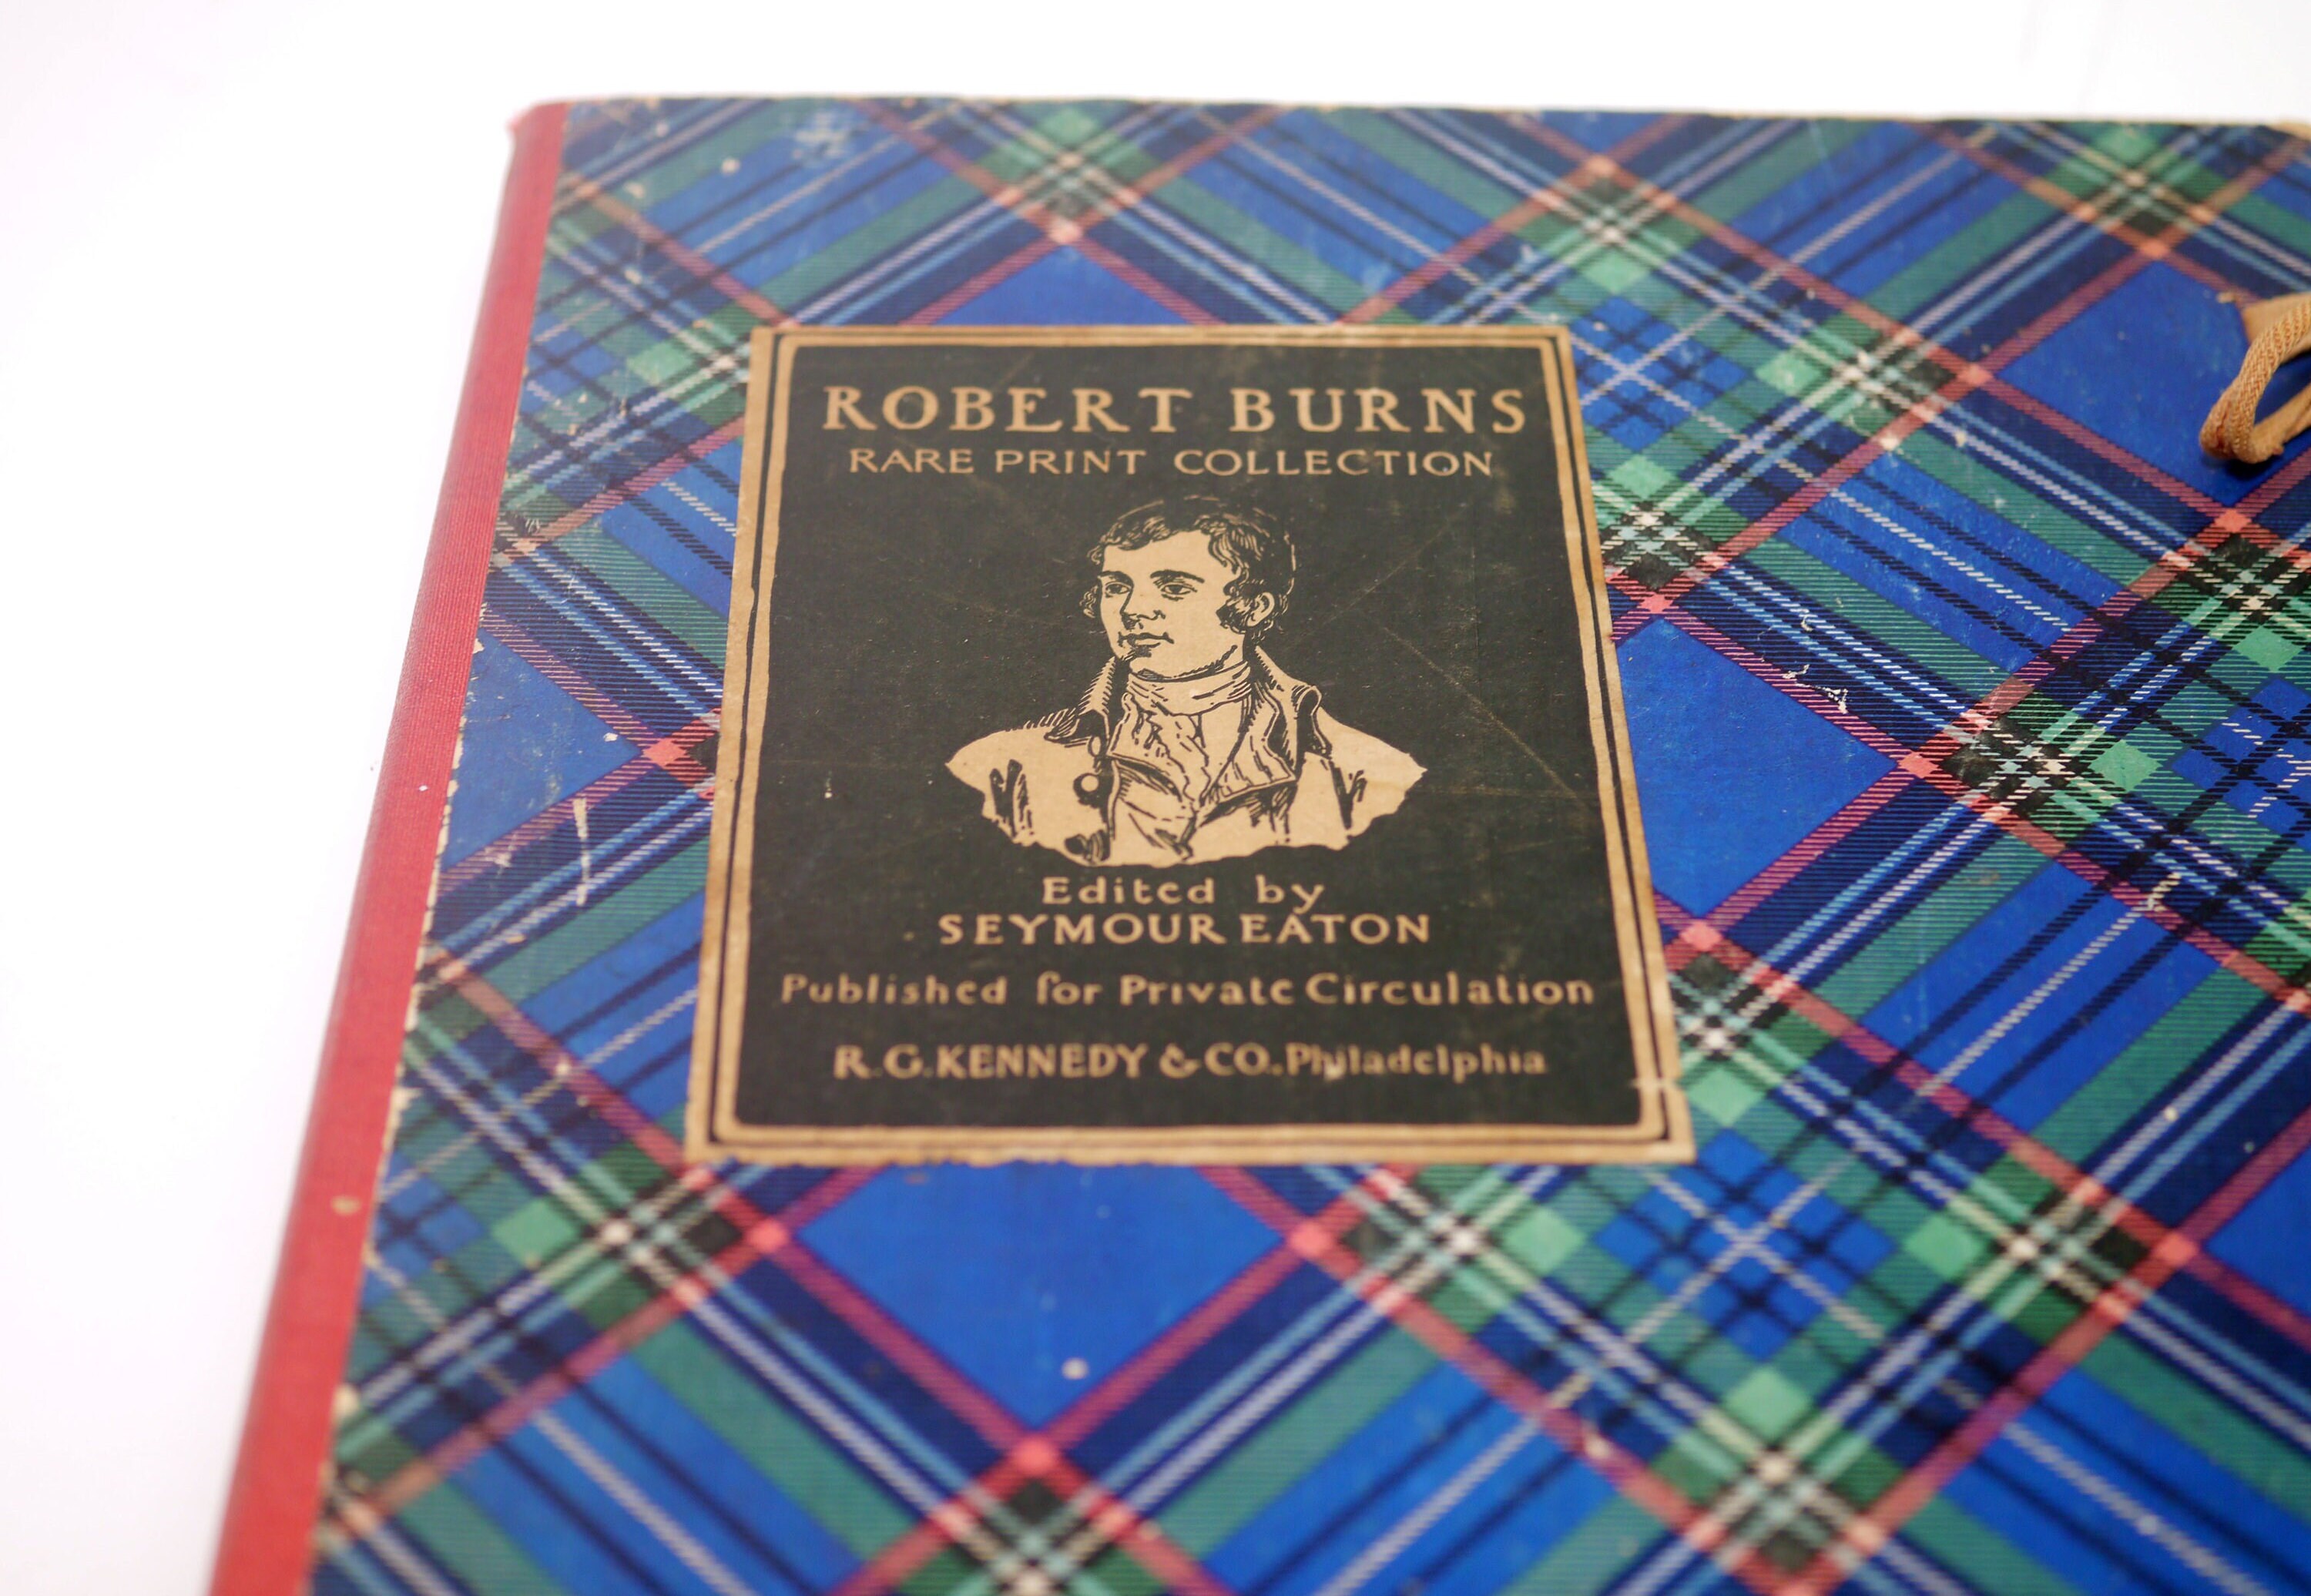 ROBERT BURNS
RARE PRINT COLLECTION
Edited by
SEYMOUR EATON
Published for Private Circulation
R.G.KENNEDY & CO. Philadelphia